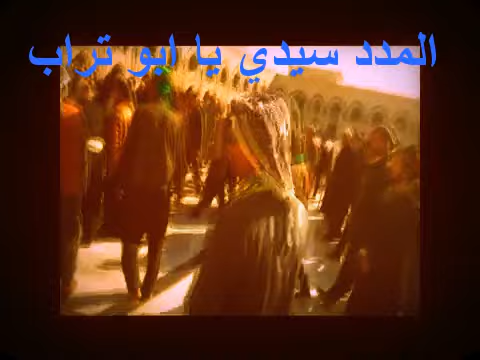 المدد سيدي يا ابو تراب